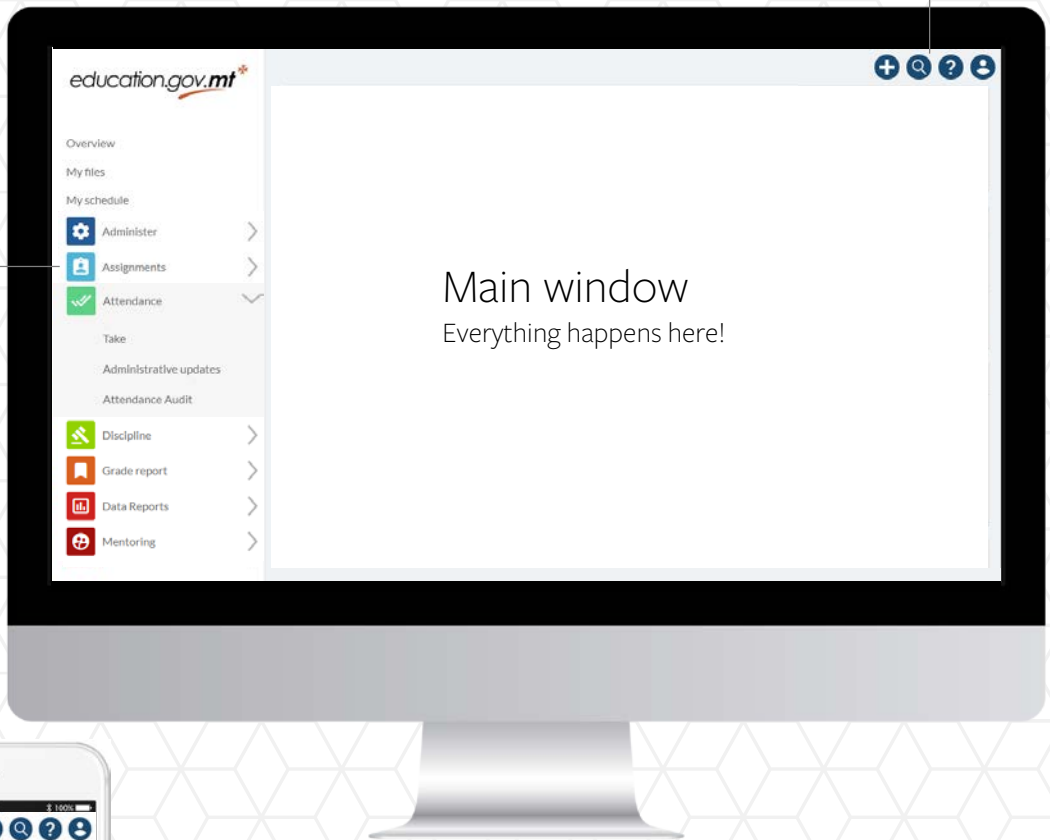 education.gov.mt
Overview
My files
My schedule
Administer
Assignments
Attendance
Take
Administrative updates
Attendance Audit
Discipline
Grade report
Data Reports
Mentoring
Main window
Everything happens here!
100%